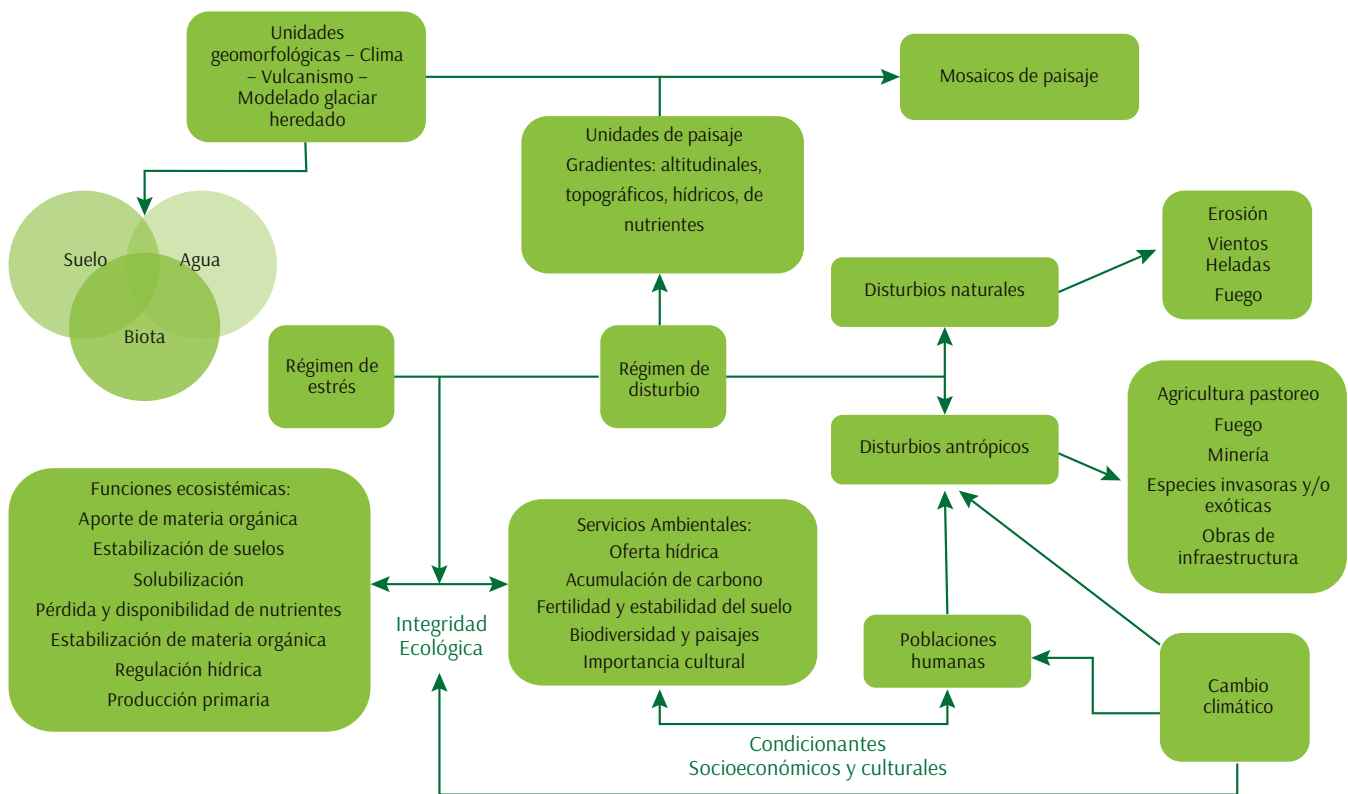 Unidades
geomorfológicas – Clima
– Vulcanismo –
Modelado glaciar
heredado
Mosaicos de paisaje
Unidades de paisaje
Gradientes: altitudinales,
topográficos, hídricos, de
nutrientes
Suelo
Agua
Biota
Erosión
Vientos
Heladas
Fuego
Disturbios naturales
Régimen de
estrés
Régimen de
disturbio
Disturbios antrópicos
Agricultura pastoreo
Fuego
Minería
Especies invasoras y/o
exóticas
Obras de
infraestructura
Funciones ecosistémicas:
Aporte de materia orgánica
Estabilización de suelos
Solubilización
Pérdida y disponibilidad de nutrientes
Estabilización de materia orgánica
Regulación hídrica
Producción primaria
Integridad
Ecológica
Servicios Ambientales:
Oferta hídrica
Acumulación de carbono
Fertilidad y estabilidad del suelo
Biodiversidad y paisajes
Importancia cultural
Poblaciones
humanas
Cambio
climático
Condicionantes
Socioeconómicos y culturales